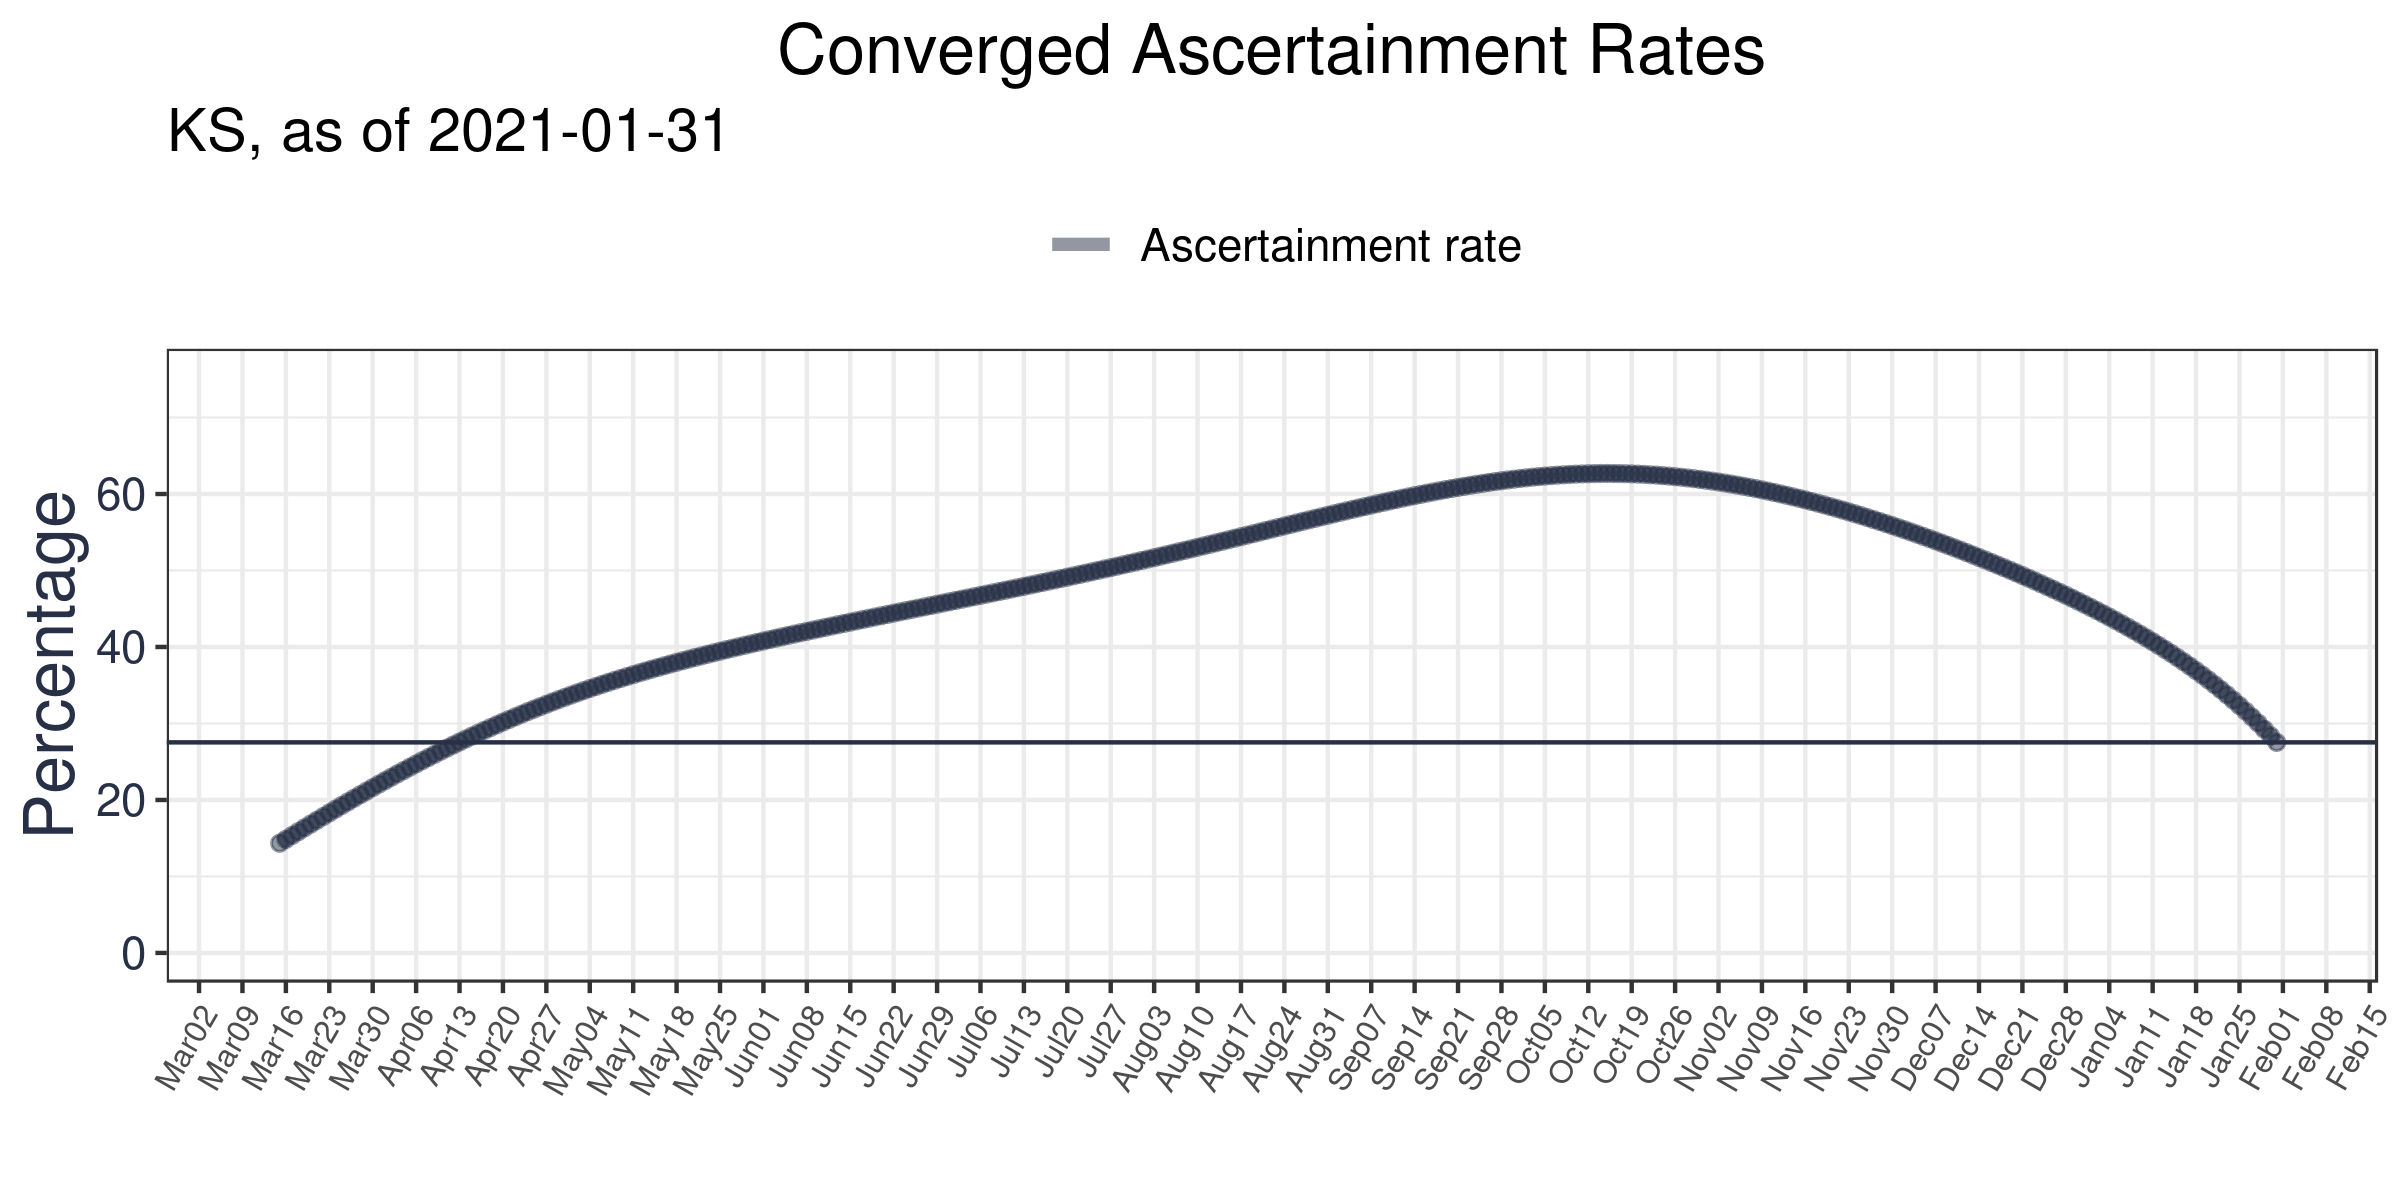 Converged Ascertainment Rates
KS, as of 2021-01-31
Ascertainment rate
Percentage
60
40
20
0
Mar02
Mar09
Mar16
Mar23
Mar30
Apr06
Apr13
Apr20
Apr27
May04
May11
May18
May25
Jun01
Jun08
Jun15
Jun22
Jun29
Jul06
Jul13
Jul20
Jul27
Aug03
Aug10
Aug17
Aug24
Aug31
Sep07
Sep14
Sep21
Sep28
Oct05
Oct12
Oct19
Oct26
Nov02
Nov09
Nov16
Nov23
Nov30
Dec07
Dec14
Dec21
Dec28
Jan04
Jan11
Jan18
Jan25
Feb01
Feb08
Feb15